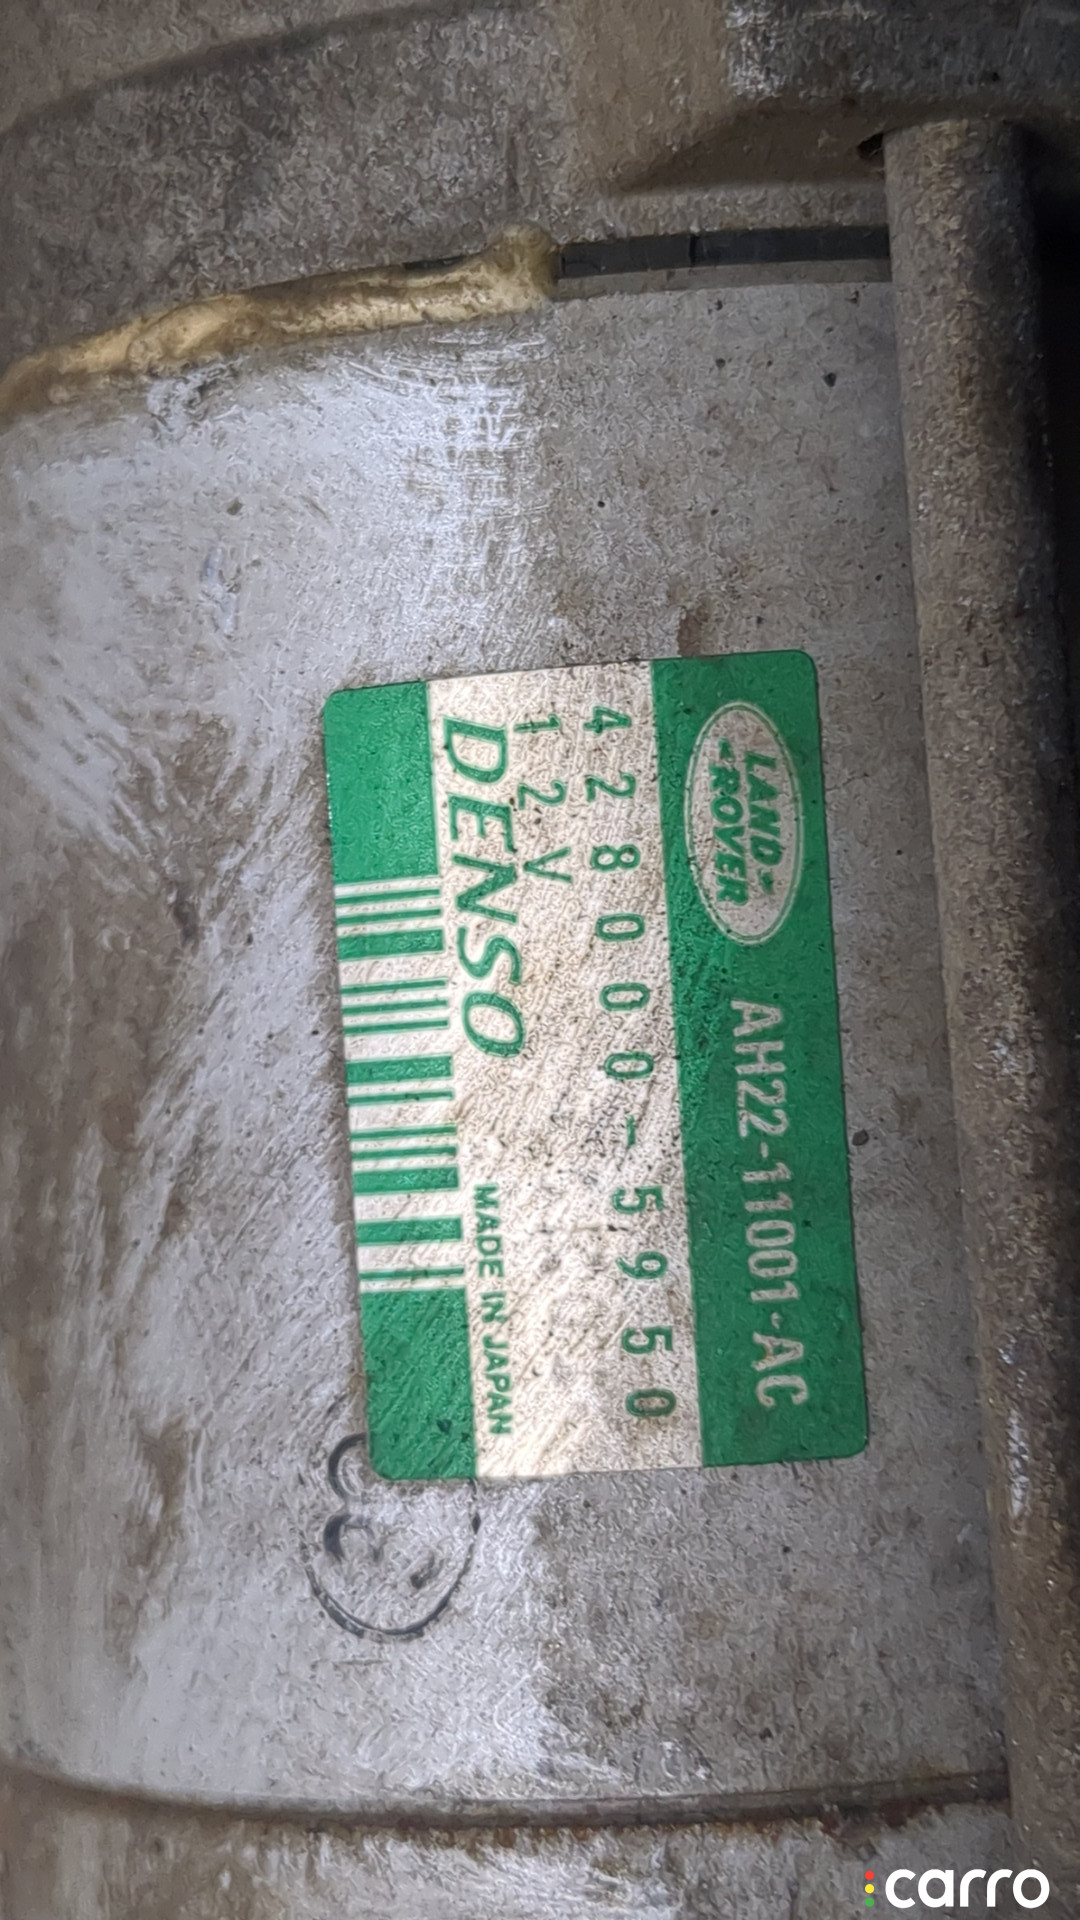 LAND
ROVER
AH22-11001-AC
428000-5950
12V
DENSO
MADE IN JAPAN
carro